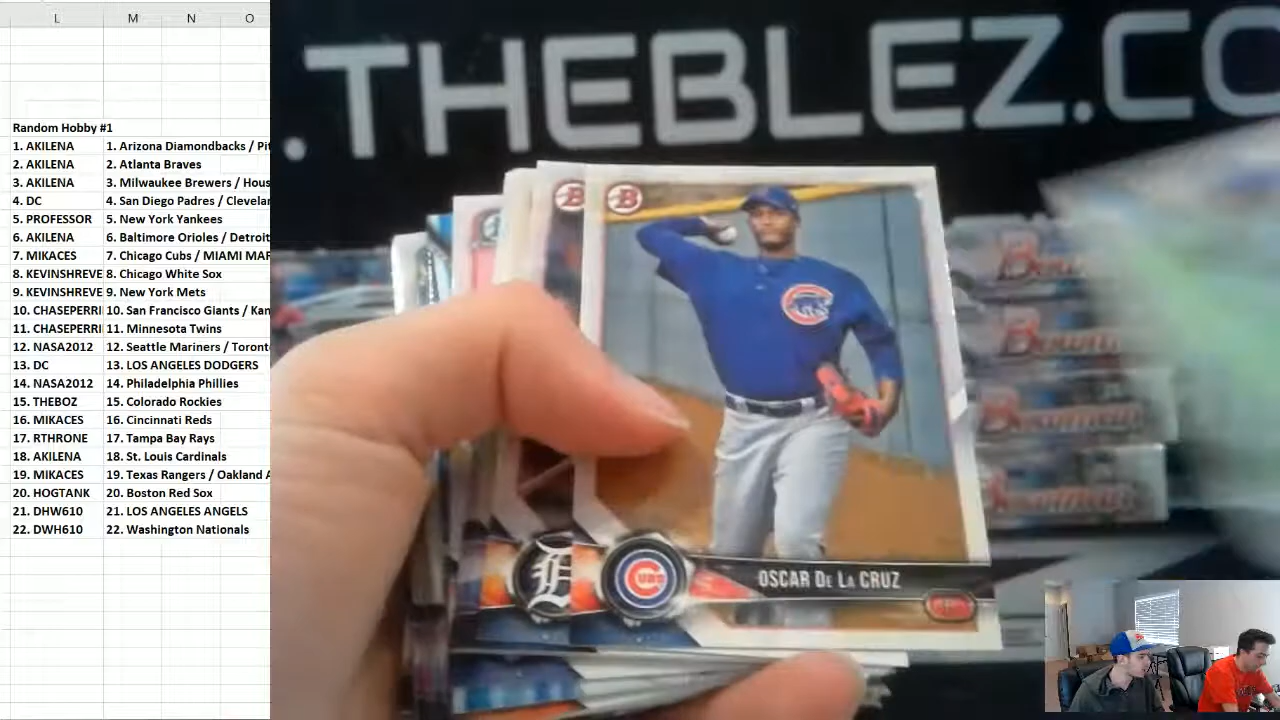 L M N O
Random Hobby #1
1. AKILENA 1. Arizona Diamondbacks / Pit
2. AKILENA 2. Atlanta Braves
3. AKILENA 3. Milwaukee Brewers / Hous
4. DC 4. San Diego Padres / Clevelar
5. PROFESSOR 5. New York Yankees
6. AKILENA 6. Baltimore Orioles / Detroit
7. MIKACES 7. Chicago Cubs / MIAMI MAR
8. KEVINSHREVE 8. Chicago White Sox
9. KEVINSHREVE 9. New York Mets
10. CHASEPERRI 10. San Francisco Giants / Kan
11. CHASEPERRI 11. Minnesota Twins
12. NASA2012 12. Seattle Mariners / Toront
13. DC 13. LOS ANGELES DODGERS
14. NASA2012 14. Philadelphia Phillies
15. THEBOZ 15. Colorado Rockies
16. MIKACES 16. Cincinnati Reds
17. RTHRONE 17. Tampa Bay Rays
18. AKILENA 18. St. Louis Cardinals
19. MIKACES 19. Texas Rangers / Oakland A
20. HOGTANK 20. Boston Red Sox
21. DHW610 21. LOS ANGELES ANGELS
22. DWH610 22. Washington Nationals
.THEBLEZ.CO
B B
Bowman
Bowman
Bowman
Bowman
CUBS
OSCAR DE LA CRUZ